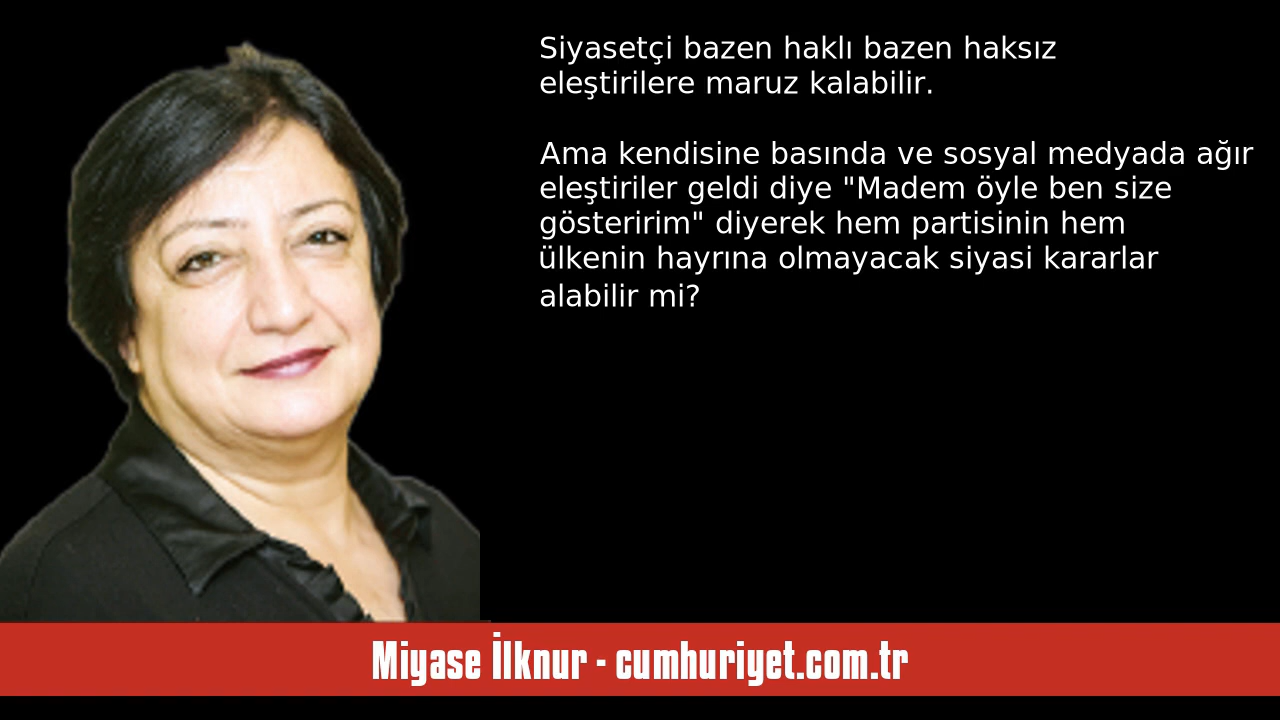 Siyasetçi bazen haklı bazen haksız
eleştirilere maruz kalabilir.
Ama kendisine basında ve sosyal medyada ağır
eleştiriler geldi diye "Madem öyle ben size
gösteririm" diyerek hem partisinin hem
ülkenin hayrına olmayacak siyasi kararlar
alabilir mi?
Miyase İlknur - cumhuriyet.com.tr